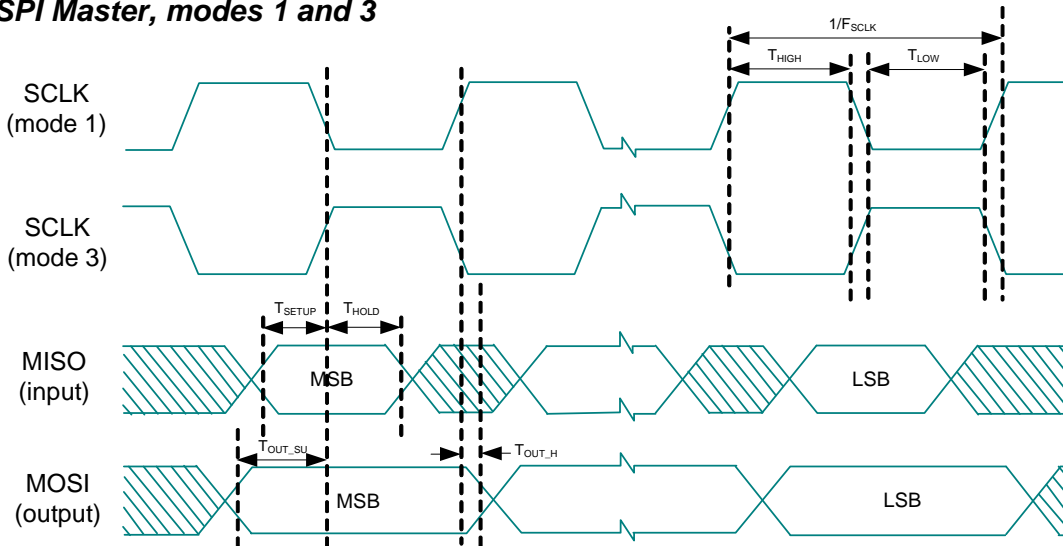 SPI Master, modes 1 and 3
1/FSCLK
THIGH
TLOW
SCLK
(mode 1)
SCLK
(mode 3)
TSETUP
THOLD
MISO
(input)
MSB
LSB
TOUT_SU
TOUT_H
MOSI
(output)
MSB
LSB